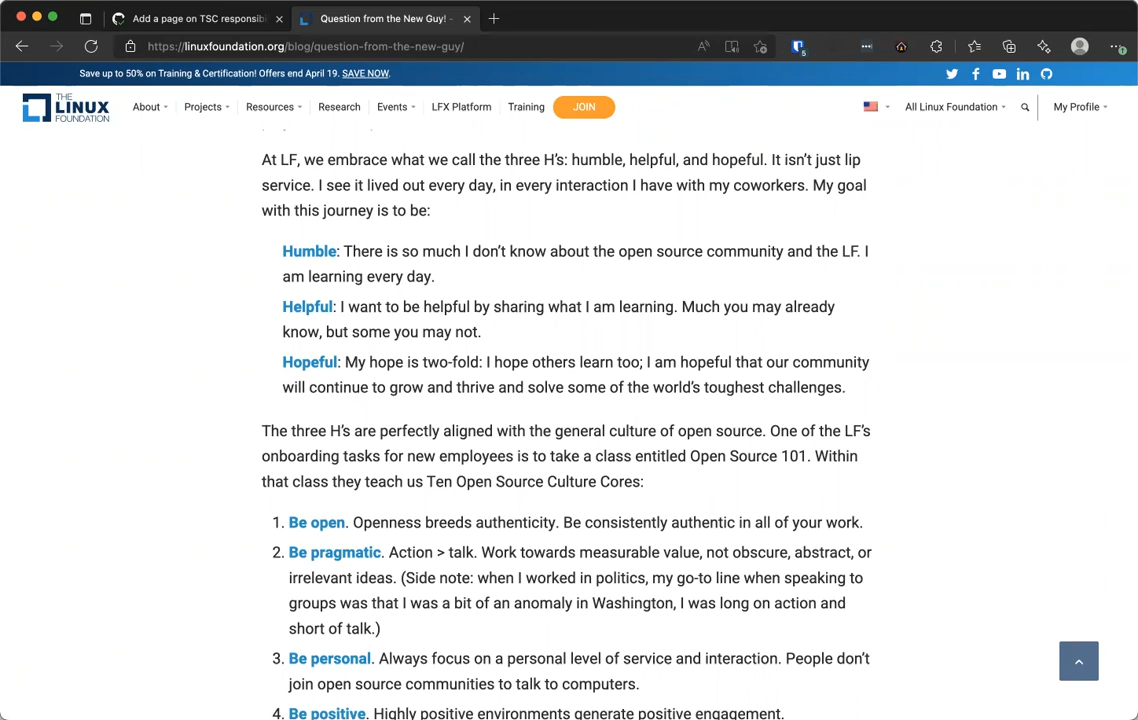 Add a page on TSC responsib
Question from the New Guy! -
https://linuxfoundation.org/blog/question-from-the-new-guy/
5
Save up to 50% on Training & Certification! Offers end April 19. SAVE NOW.
THE
LINUX
FOUNDATION
About
Projects
Resources
Research
Events
LFX Platform
Training
JOIN
All Linux Foundation
My Profile
At LF, we embrace what we call the three H's: humble, helpful, and hopeful. It isn't just lip
service. I see it lived out every day, in every interaction I have with my coworkers. My goal
with this journey is to be:
Humble: There is so much I don't know about the open source community and the LF. I
am learning every day.
Helpful: I want to be helpful by sharing what I am learning. Much you may already
know, but some you may not.
Hopeful: My hope is two-fold: I hope others learn too; I am hopeful that our community
will continue to grow and thrive and solve some of the world's toughest challenges.
The three H's are perfectly aligned with the general culture of open source. One of the LF's
onboarding tasks for new employees is to take a class entitled Open Source 101. Within
that class they teach us Ten Open Source Culture Cores:
1. Be open. Openness breeds authenticity. Be consistently authentic in all of your work.
2. Be pragmatic. Action > talk. Work towards measurable value, not obscure, abstract, or
irrelevant ideas. (Side note: when I worked in politics, my go-to line when speaking to
groups was that I was a bit of an anomaly in Washington, I was long on action and
short of talk.)
3. Be personal. Always focus on a personal level of service and interaction. People don't
join open source communities to talk to computers.
4. Be positive. Highly positive environments generate positive engagement.